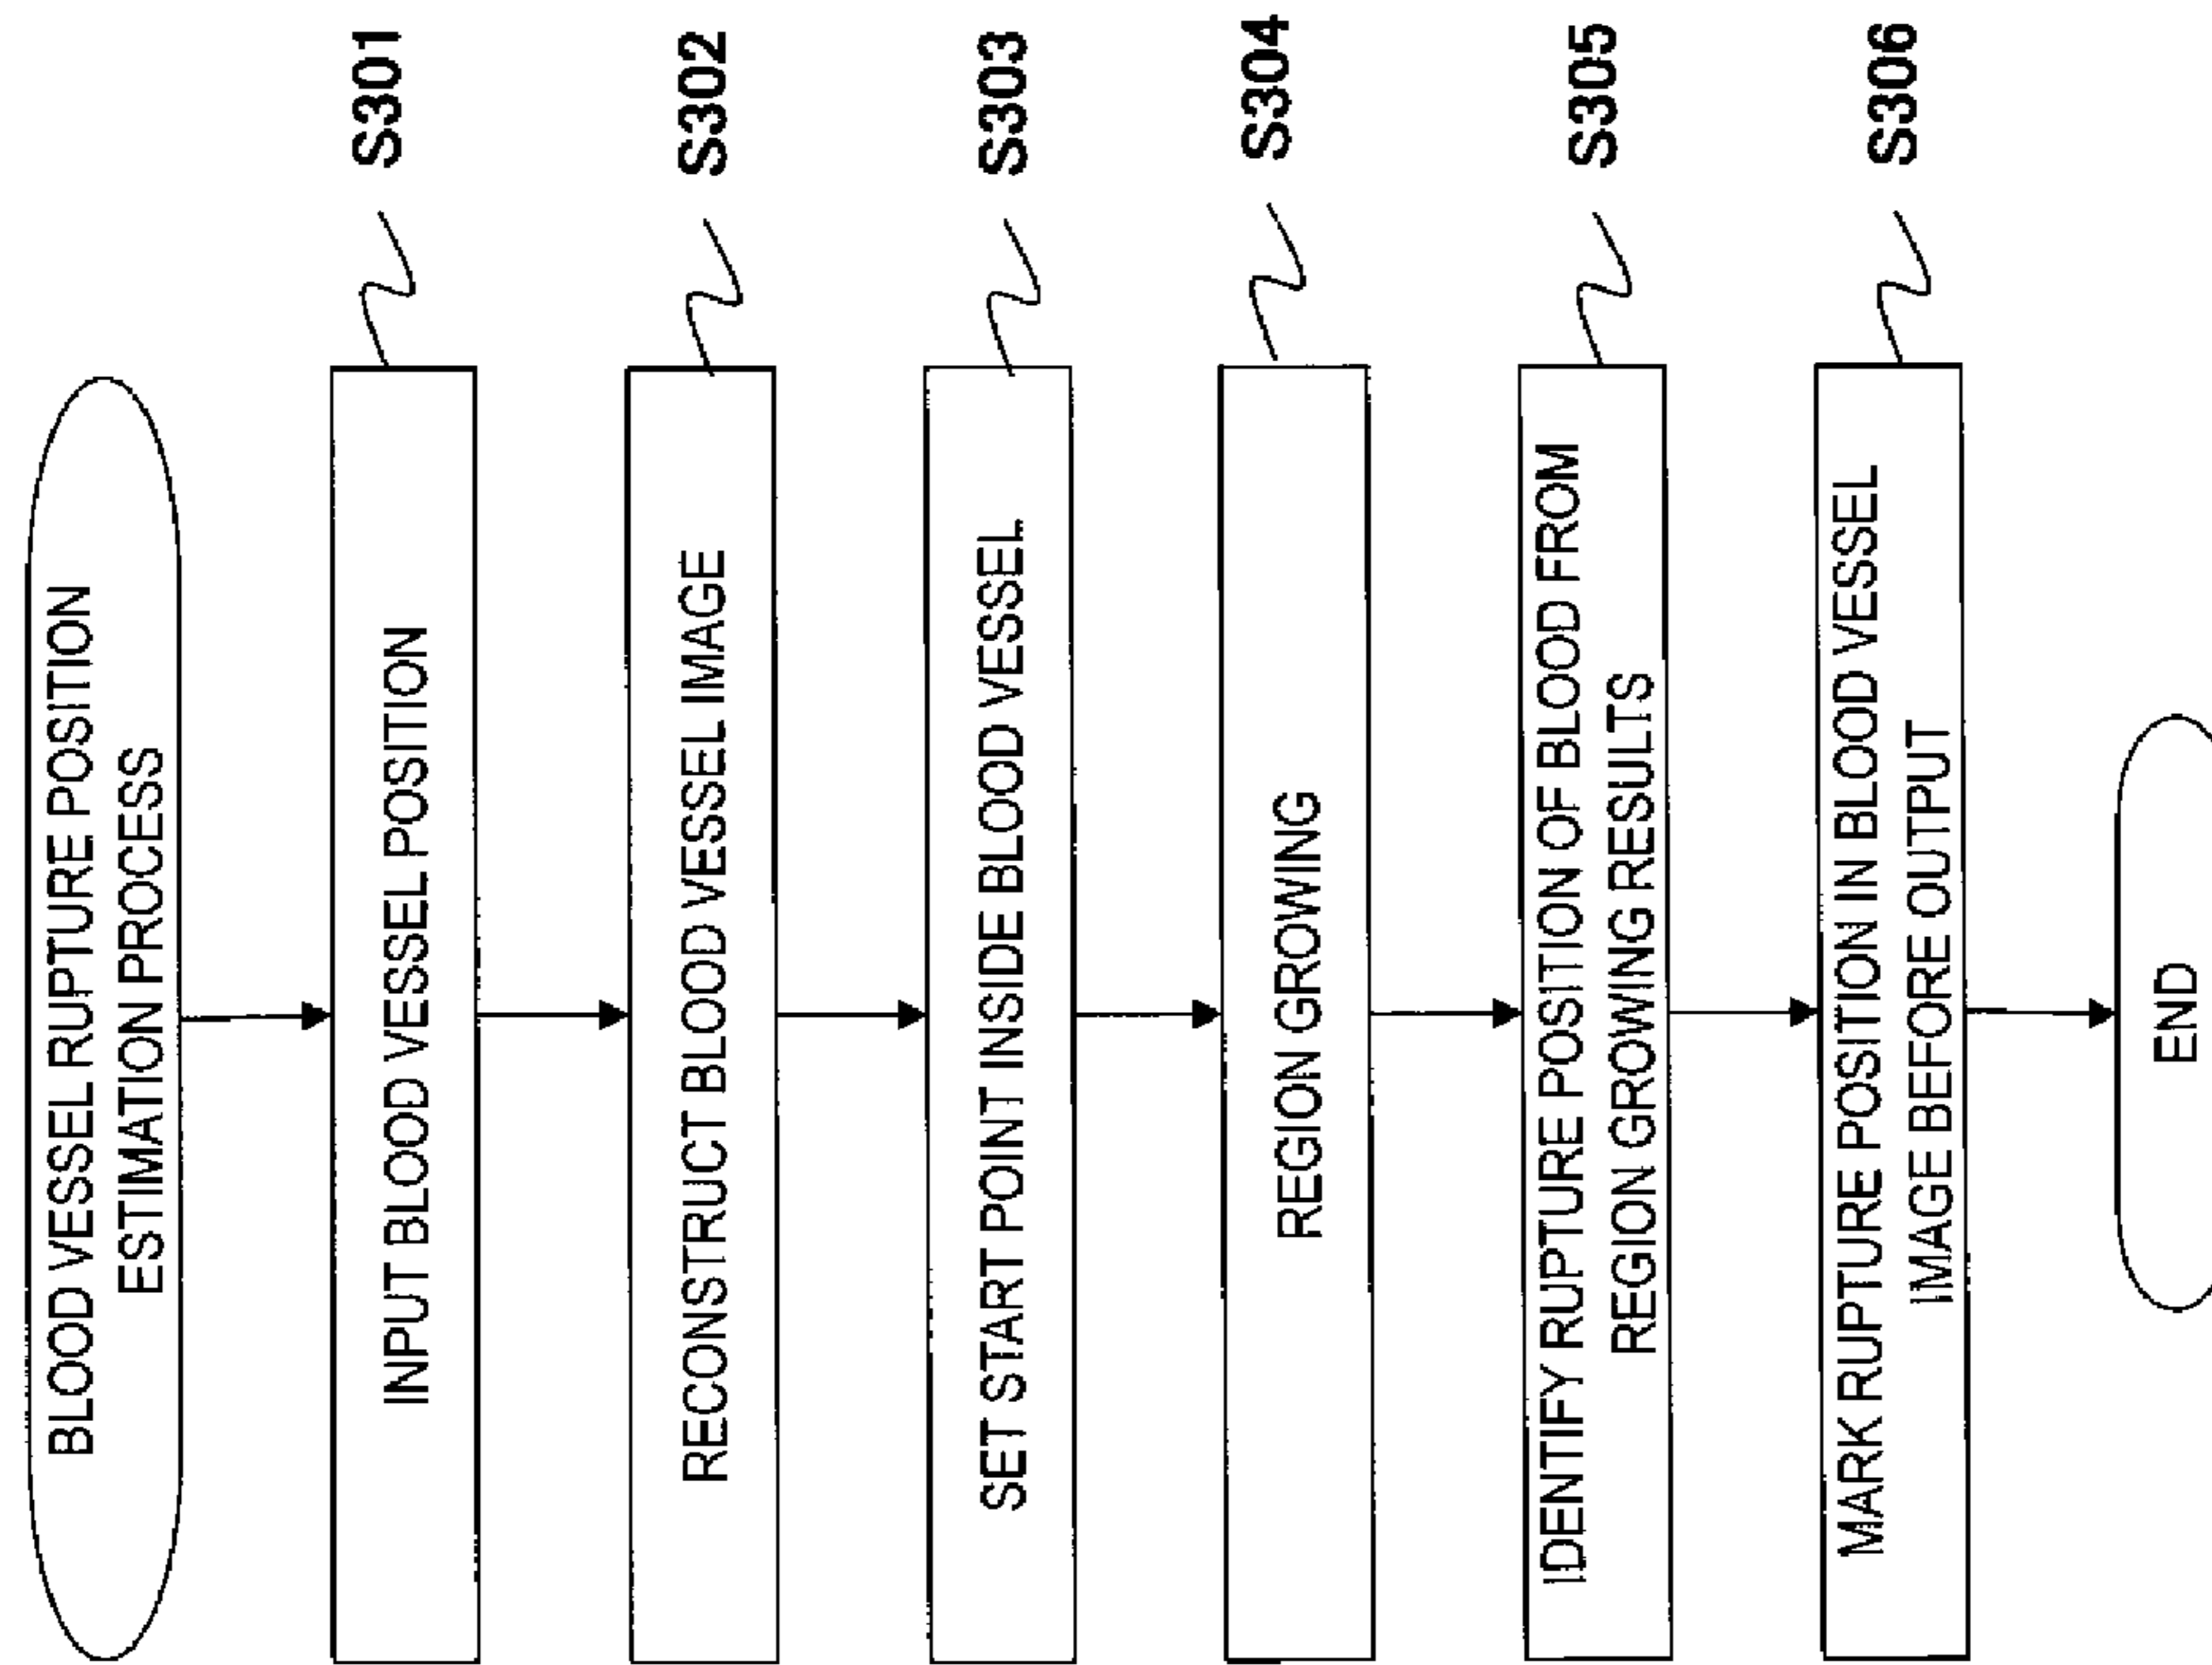 BLOOD VESSEL RUPTURE POSITION
ESTIMATION PROCESS
INPUT BLOOD VESSEL POSITION
S301
RECONSTRUCT BLOOD VESSEL IMAGE
S302
SET START POINT INSIDE BLOOD VESSEL
S303
REGION GROWING
S304
IDENTIFY RUPTURE POSITION OF BLOOD FROM
REGION GROWING RESULTS
S305
MARK RUPTURE POSITION IN BLOOD VESSEL
IMAGE BEFORE OUTPUT
S306
END